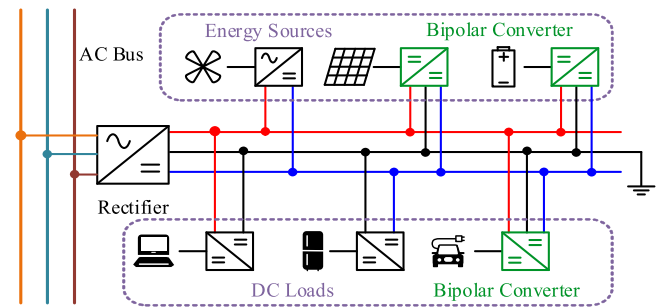 Energy Sources
Bipolar Converter
AC Bus
Rectifier
DC Loads
Bipolar Converter